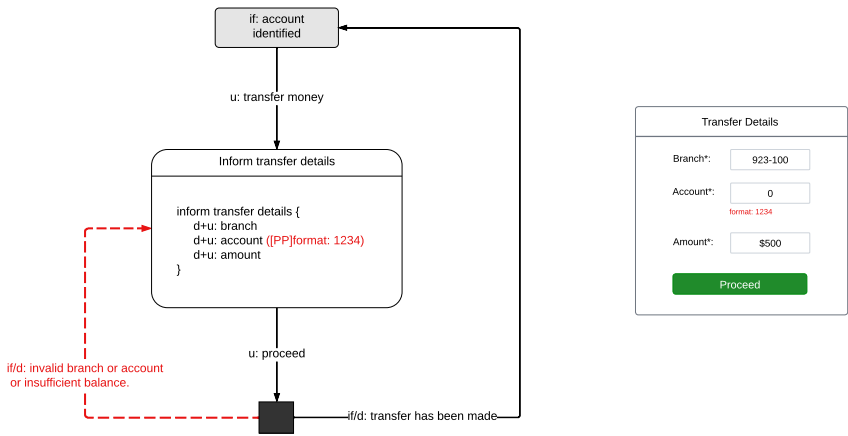 if: account
identified
u: transfer money
Inform transfer details
inform transfer details {
d+u: branch
d+u: account ([PP]format: 1234)
d+u: amount
}
u: proceed
if/d: invalid branch or account
or insufficient balance.
if/d: transfer has been made
Transfer Details
Branch*: 923-100
Account*: 0
format: 1234
Amount*: $500
Proceed